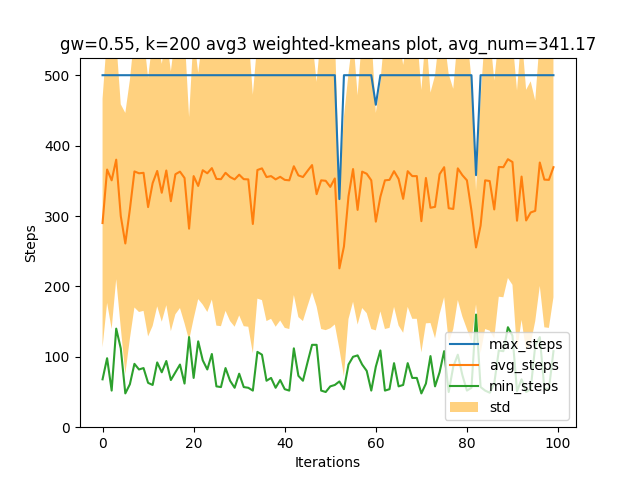 gw=0.55, k=200 avg3 weighted-kmeans plot, avg_num=341.17
Steps
500
400
300
200
100
0
0 20 40 60 80 100
Iterations
max_steps
avg_steps
min_steps
std